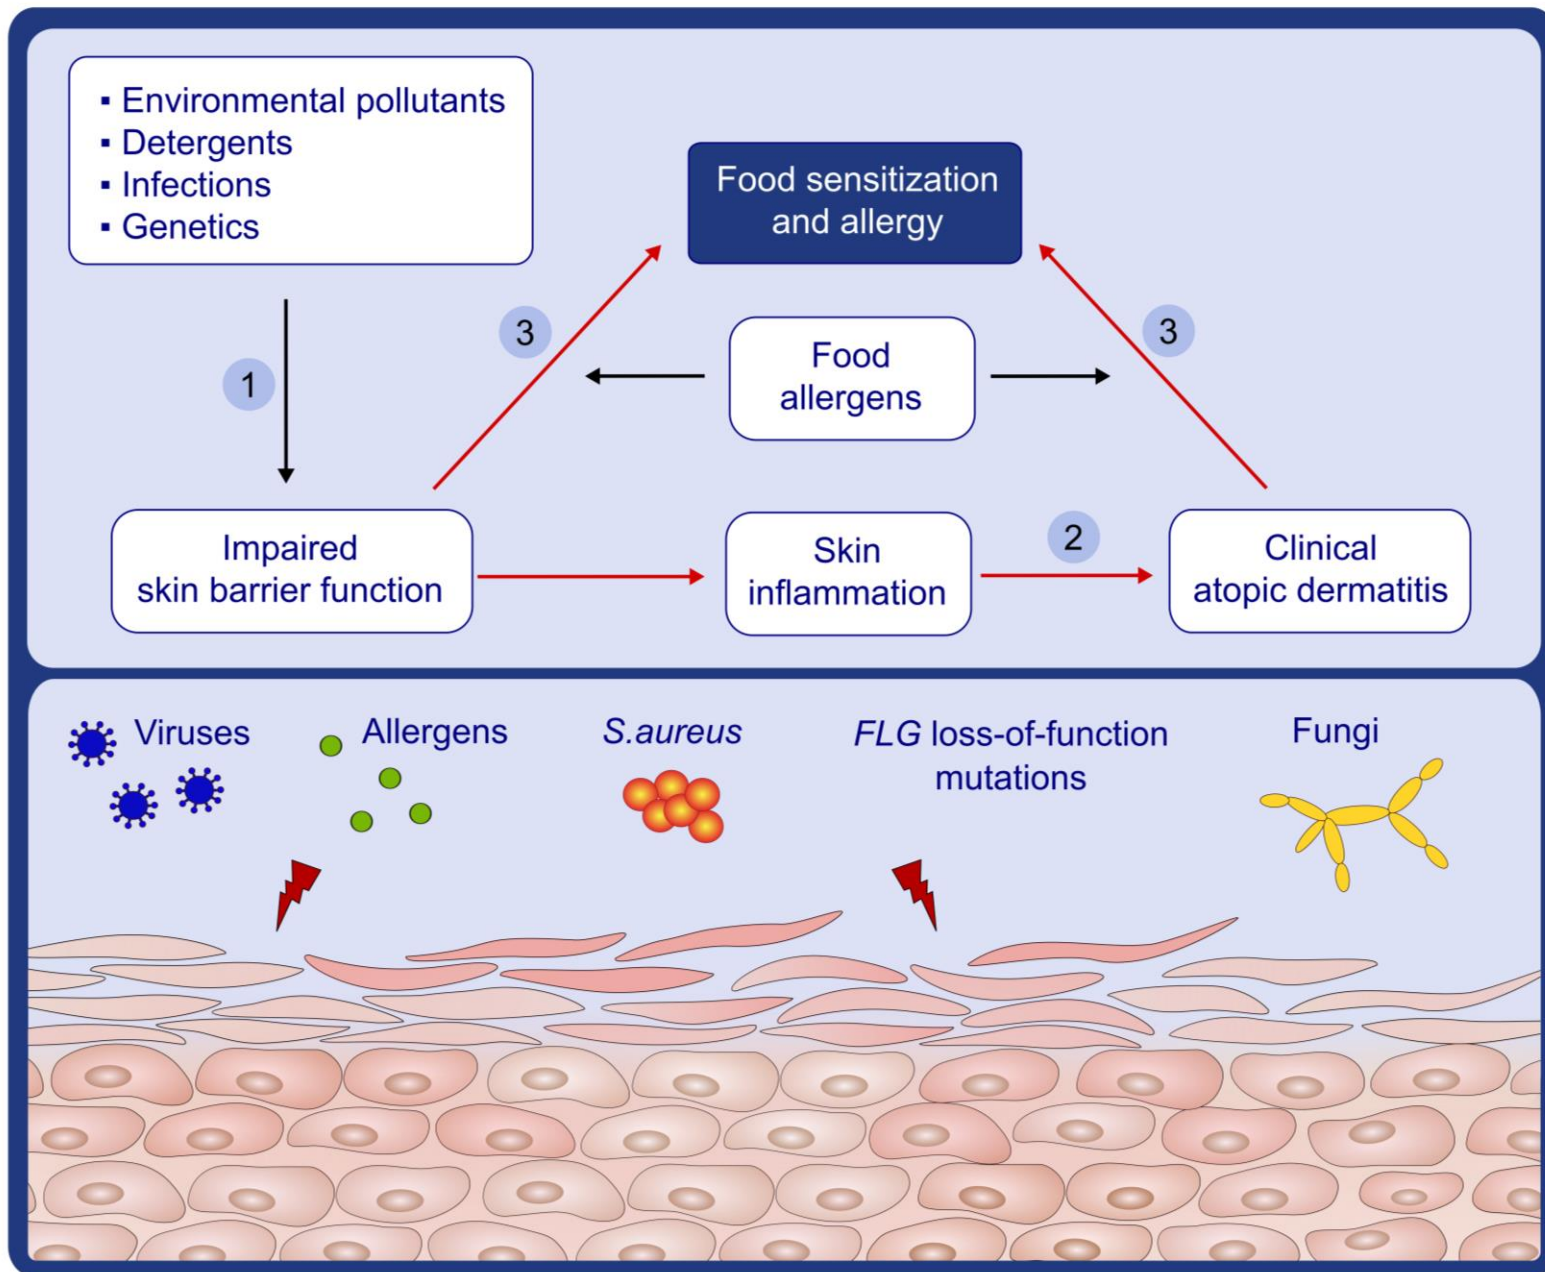 ▪ Environmental pollutants
▪ Detergents
▪ Infections
▪ Genetics
Food sensitization
and allergy
3
3
1
Food
allergens
Impaired
skin barrier function
Skin
inflammation
2
Clinical
atopic dermatitis
Viruses
Allergens
S.aureus
FLG loss-of-function
mutations
Fungi